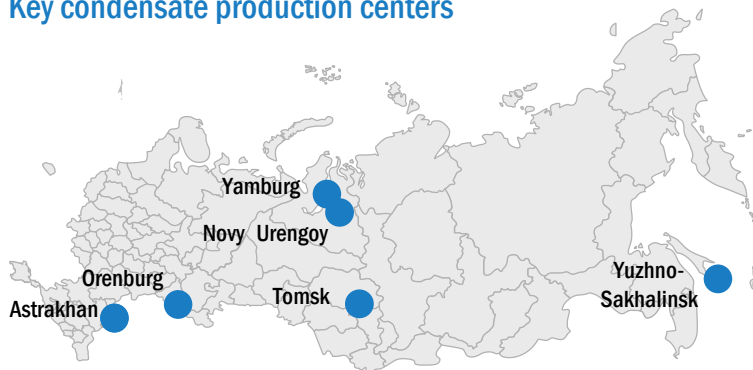 Key condensate production centers
Yamburg
Novy Urengoy
Orenburg
Astrakhan
Tomsk
Yuzhno-
Sakhalinsk